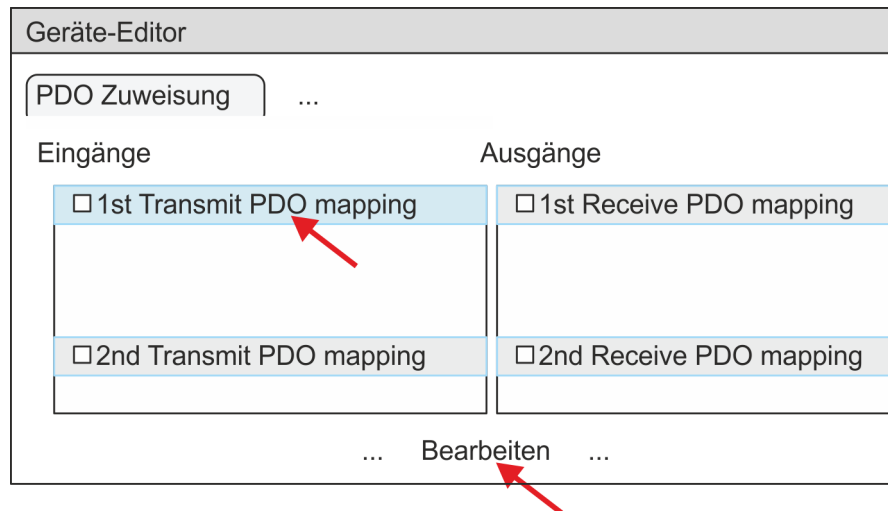 Geräte-Editor
PDO Zuweisung ...
Eingänge Ausgänge
1st Transmit PDO mapping 1st Receive PDO mapping
2nd Transmit PDO mapping 2nd Receive PDO mapping
... Bearbeiten ...